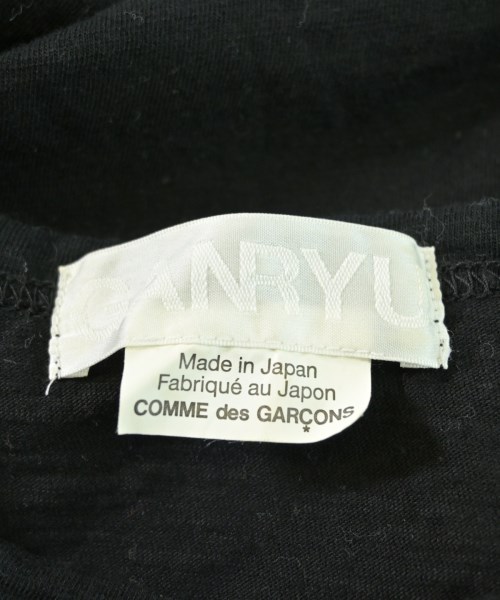 GANRYU
Made in Japan
Fabriqué au Japon
COMME des GARÇONS
*